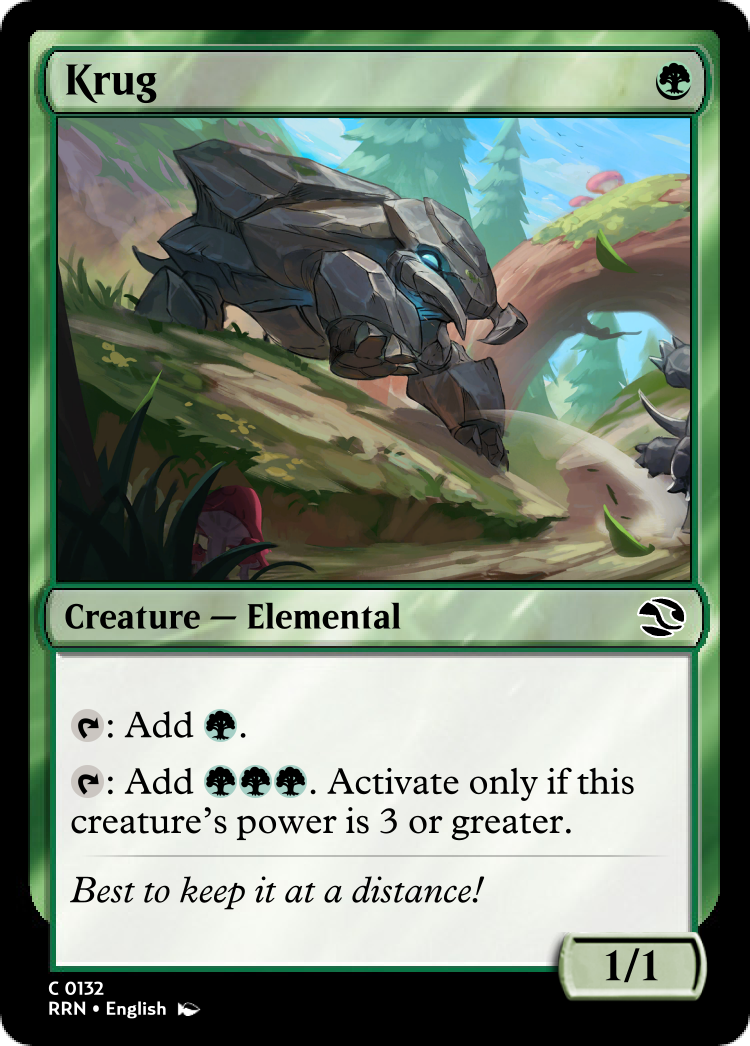 Krug
Creature — Elemental
: Add .
: Add . Activate only if this
creature's power is 3 or greater.
Best to keep it at a distance!
1/1
C 0132
RRN • English